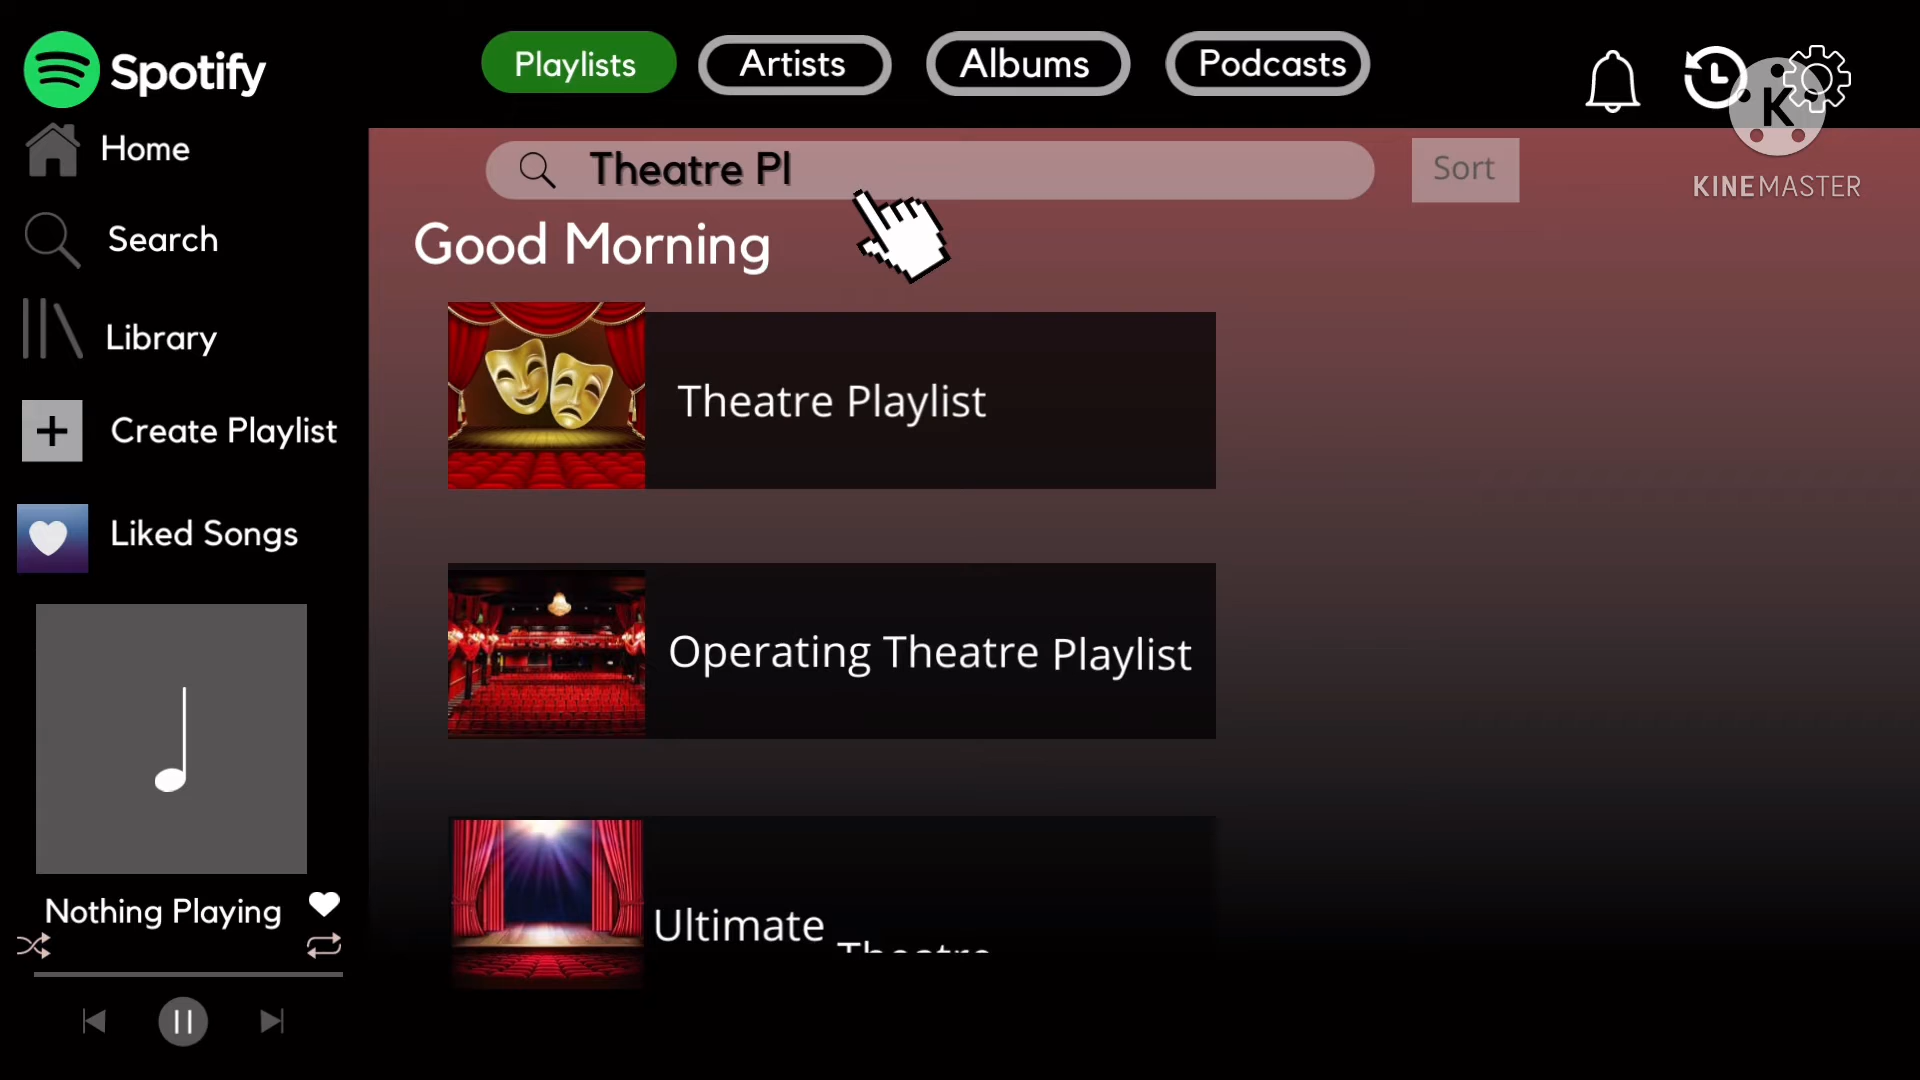 Spotify
Playlists
Artists
Albums
Podcasts
K
KINEMASTER
Home
Search
Library
Create Playlist
Liked Songs
Nothing Playing
Theatre Pl
Sort
Good Morning
Theatre Playlist
Operating Theatre Playlist
Ultimate Theatre